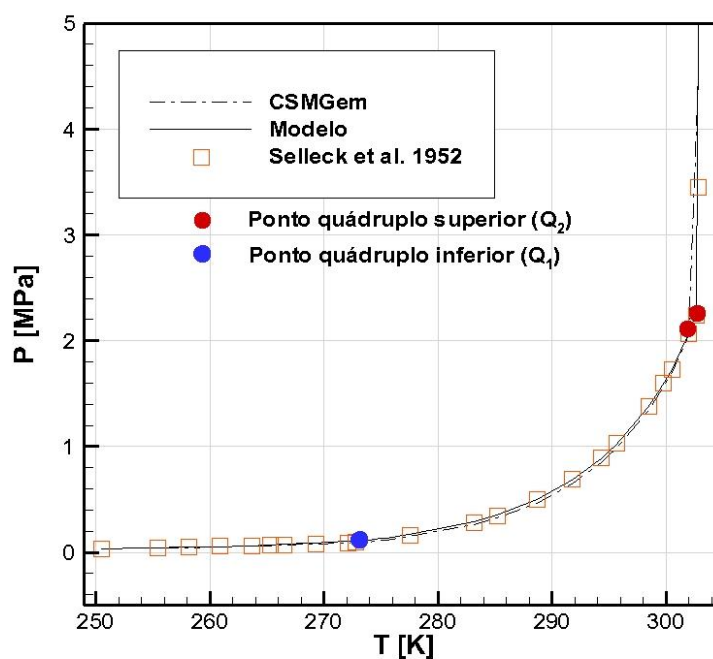 5
4
3
2
1
0
P [MPa]
CSMGem
Modelo
Selleck et al. 1952
Ponto quádruplo superior (Q₂)
Ponto quádruplo inferior (Q₁)
250
260
270
280
290
300
T [K]